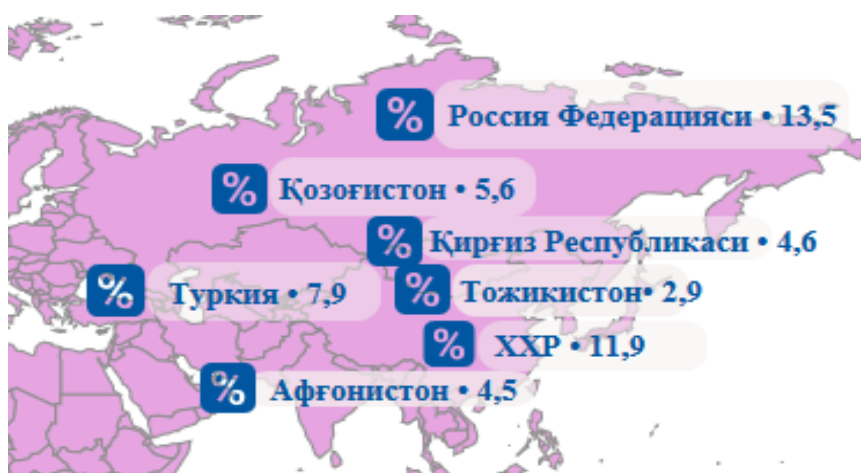 % Россия Федерацияси • 13,5
% Қозоғистон • 5,6
% Қирғиз Республикаси • 4,6
% Туркия • 7,9
% Тожикистон• 2,9
% ХХР • 11,9
% Афғонистон • 4,5